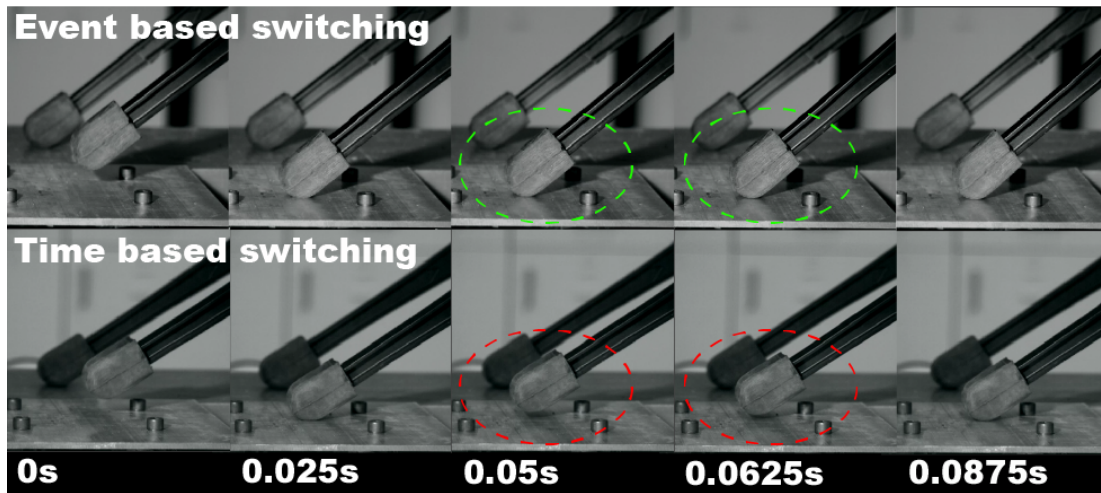 Event based switching
Time based switching
0s
0.025s
0.05s
0.0625s
0.0875s